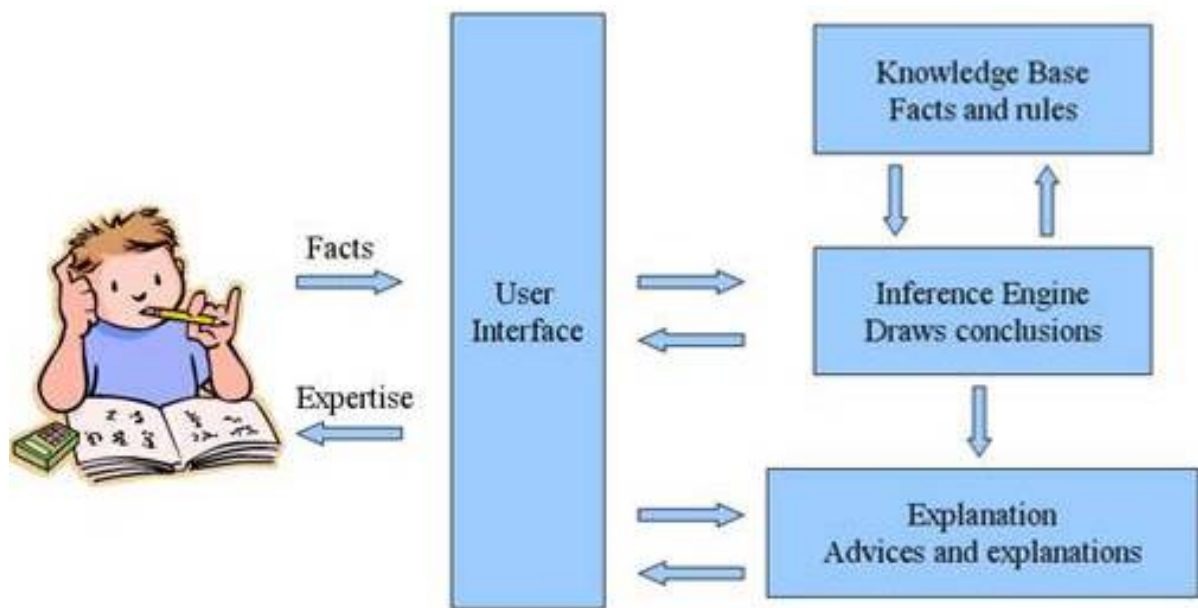 Knowledge Base
Facts and rules
Facts
User
Interface
Inference Engine
Draws conclusions
Expertise
Explanation
Advices and explanations